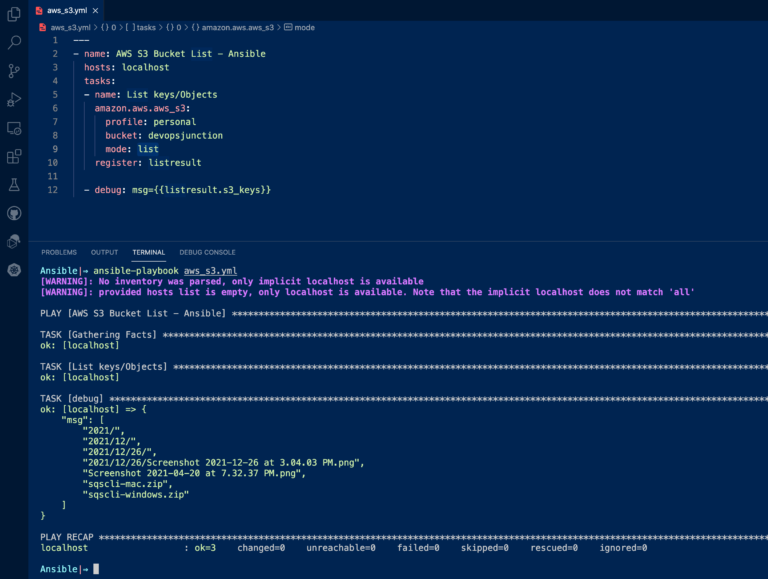 aws_s3.yml ×
aws_s3.yml > {} 0 > [ ] tasks > {} 0 > {} amazon.aws.aws_s3 > mode
1 ---
2 - name: AWS S3 Bucket List - Ansible
3 hosts: localhost
4 tasks:
5 - name: List keys/Objects
6 amazon.aws.aws_s3:
7 profile: personal
8 bucket: devopsjunction
9 mode: list
10 register: listresult
11
12 - debug: msg={{listresult.s3_keys}}
PROBLEMS OUTPUT TERMINAL DEBUG CONSOLE
Ansible|→ ansible-playbook aws_s3.yml
[WARNING]: No inventory was parsed, only implicit localhost is available
[WARNING]: provided hosts list is empty, only localhost is available. Note that the implicit localhost does not match 'all'
PLAY [AWS S3 Bucket List - Ansible] ******************************************************************************************************
TASK [Gathering Facts] *******************************************************************************************************************
ok: [localhost]
TASK [List keys/Objects] *****************************************************************************************************************
ok: [localhost]
TASK [debug] *****************************************************************************************************************************
ok: [localhost] => {
"msg": [
"2021/",
"2021/12/",
"2021/12/26/",
"2021/12/26/Screenshot 2021-12-26 at 3.04.03 PM.png",
"Screenshot 2021-04-20 at 7.32.37 PM.png",
"sqscli-mac.zip",
"sqscli-windows.zip"
]
}
PLAY RECAP *******************************************************************************************************************************
localhost : ok=3 changed=0 unreachable=0 failed=0 skipped=0 rescued=0 ignored=0
Ansible|→